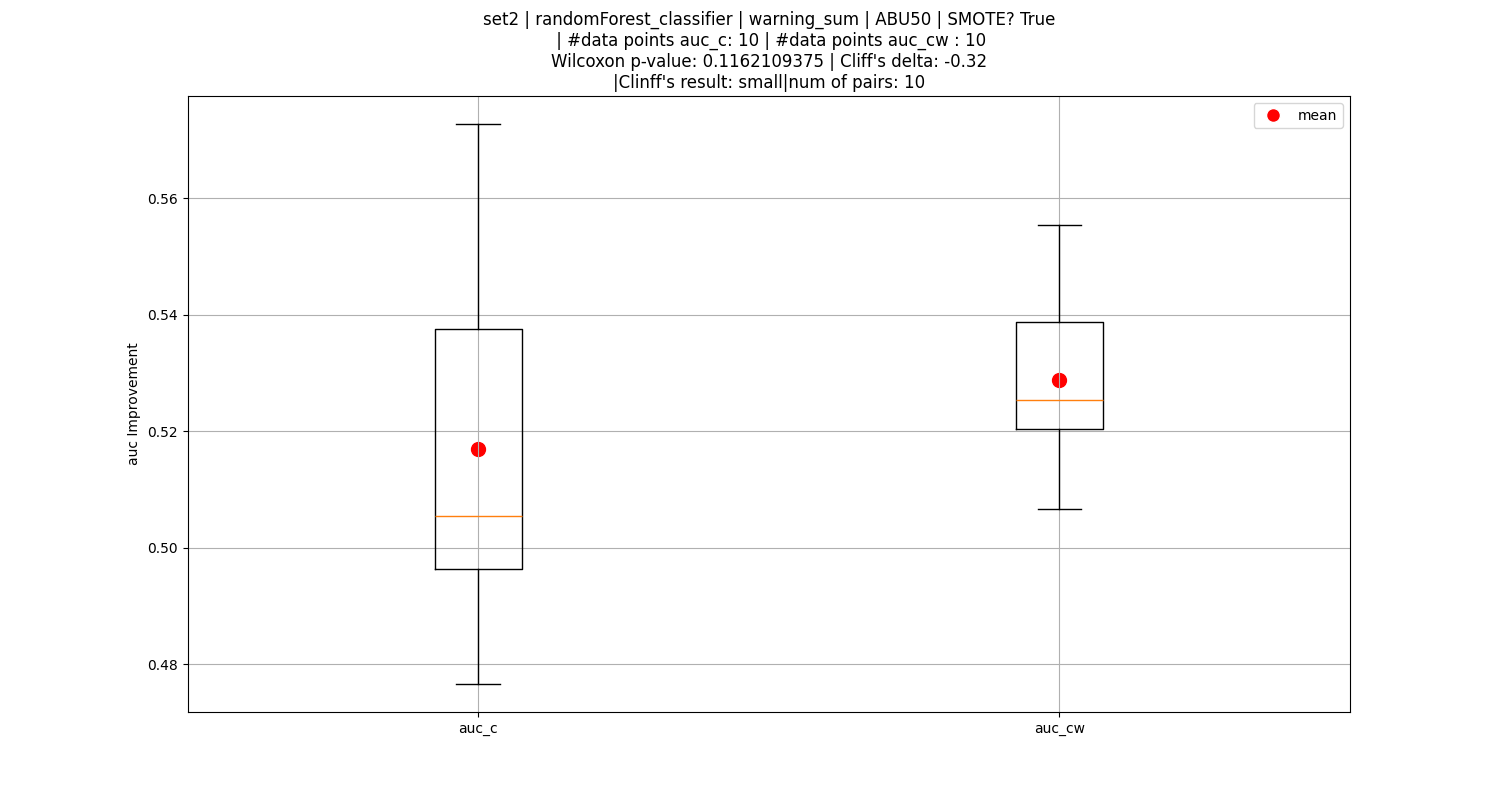 set2 | randomForest_classifier | warning_sum | ABU50 | SMOTE? True
| #data points auc_c: 10 | #data points auc_cw : 10
Wilcoxon p-value: 0.1162109375 | Cliff's delta: -0.32
|Clinff's result: small|num of pairs: 10
mean
0.56
0.54
0.52
0.50
0.48
auc Improvement
auc_c
auc_cw